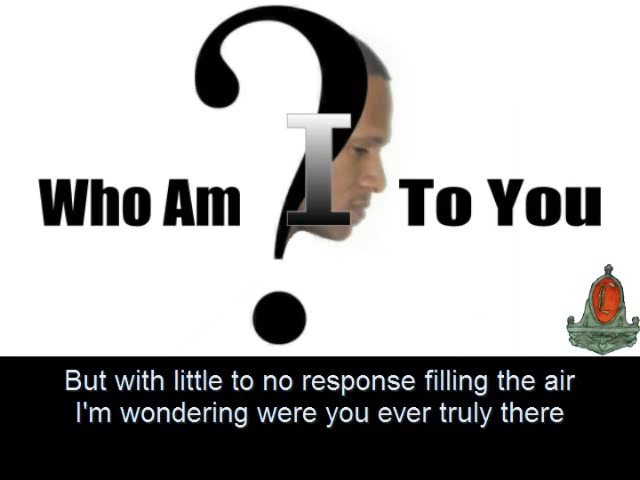 Who Am I To You
?
But with little to no response filling the air
I'm wondering were you ever truly there